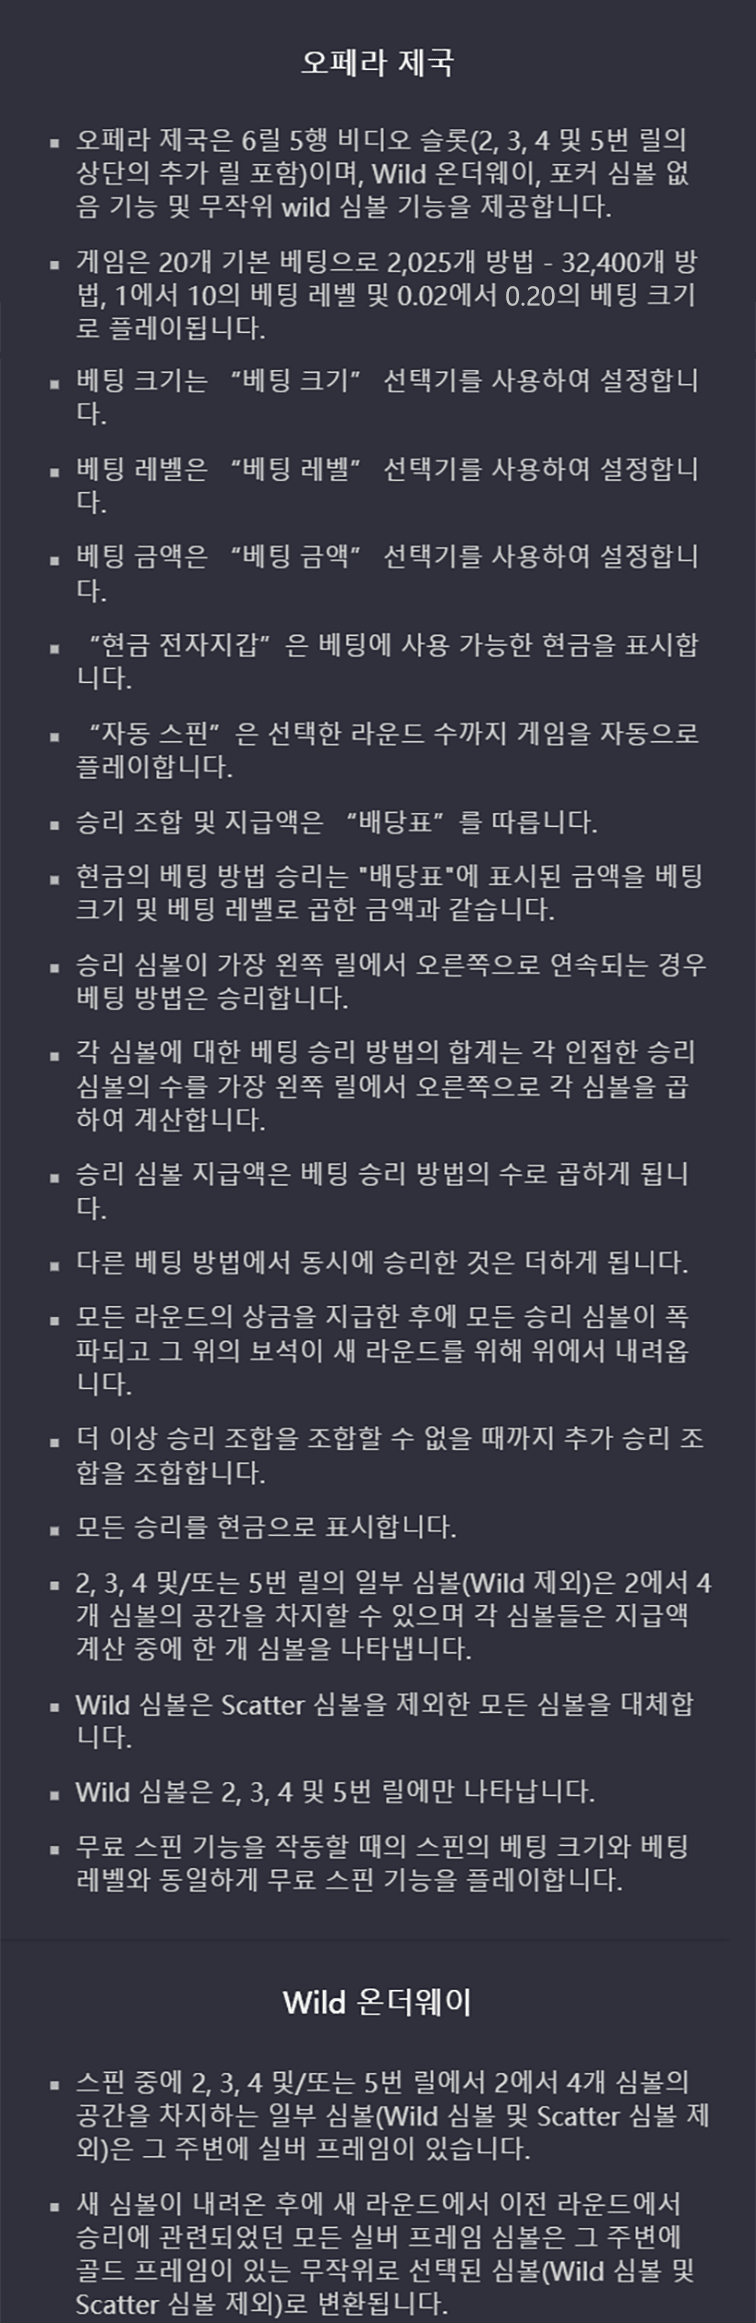 오페라 제국
▪ 오페라 제국은 6릴 5행 비디오 슬롯(2, 3, 4 및 5번 릴의
상단의 추가 릴 포함)이며, Wild 온더웨이, 포커 심볼 없
음 기능 및 무작위 wild 심볼 기능을 제공합니다.
▪ 게임은 20개 기본 베팅으로 2,025개 방법 - 32,400개 방
법, 1에서 10의 베팅 레벨 및 0.02에서 0.20의 베팅 크기
로 플레이됩니다.
▪ 베팅 크기는 “베팅 크기” 선택기를 사용하여 설정합니
다.
▪ 베팅 레벨은 “베팅 레벨” 선택기를 사용하여 설정합니
다.
▪ 베팅 금액은 “베팅 금액” 선택기를 사용하여 설정합니
다.
▪ “현금 전자지갑” 은 베팅에 사용 가능한 현금을 표시합
니다.
▪ “자동 스핀” 은 선택한 라운드 수까지 게임을 자동으로
플레이합니다.
▪ 승리 조합 및 지급액은 “배당표” 를 따릅니다.
▪ 현금의 베팅 방법 승리는 "배당표"에 표시된 금액을 베팅
크기 및 베팅 레벨로 곱한 금액과 같습니다.
▪ 승리 심볼이 가장 왼쪽 릴에서 오른쪽으로 연속되는 경우
베팅 방법은 승리합니다.
▪ 각 심볼에 대한 베팅 승리 방법의 합계는 각 인접한 승리
심볼의 수를 가장 왼쪽 릴에서 오른쪽으로 각 심볼을 곱
하여 계산합니다.
▪ 승리 심볼 지급액은 베팅 승리 방법의 수로 곱하게 됩니
다.
▪ 다른 베팅 방법에서 동시에 승리한 것은 더하게 됩니다.
▪ 모든 라운드의 상금을 지급한 후에 모든 승리 심볼이 폭
파되고 그 위의 보석이 새 라운드를 위해 위에서 내려옵
니다.
▪ 더 이상 승리 조합을 조합할 수 없을 때까지 추가 승리 조
합을 조합합니다.
▪ 모든 승리를 현금으로 표시합니다.
▪ 2, 3, 4 및/또는 5번 릴의 일부 심볼(Wild 제외)은 2에서 4
개 심볼의 공간을 차지할 수 있으며 각 심볼들은 지급액
계산 중에 한 개 심볼을 나타냅니다.
▪ Wild 심볼은 Scatter 심볼을 제외한 모든 심볼을 대체합
니다.
▪ Wild 심볼은 2, 3, 4 및 5번 릴에만 나타납니다.
▪ 무료 스핀 기능을 작동할 때의 스핀의 베팅 크기와 베팅
레벨와 동일하게 무료 스핀 기능을 플레이합니다.
Wild 온더웨이
▪ 스핀 중에 2, 3, 4 및/또는 5번 릴에서 2에서 4개 심볼의
공간을 차지하는 일부 심볼(Wild 심볼 및 Scatter 심볼 제
외)은 그 주변에 실버 프레임이 있습니다.
▪ 새 심볼이 내려온 후에 새 라운드에서 이전 라운드에서
승리에 관련되었던 모든 실버 프레임 심볼은 그 주변에
골드 프레임이 있는 무작위로 선택된 심볼(Wild 심볼 및
Scatter 심볼 제외)로 변환됩니다.